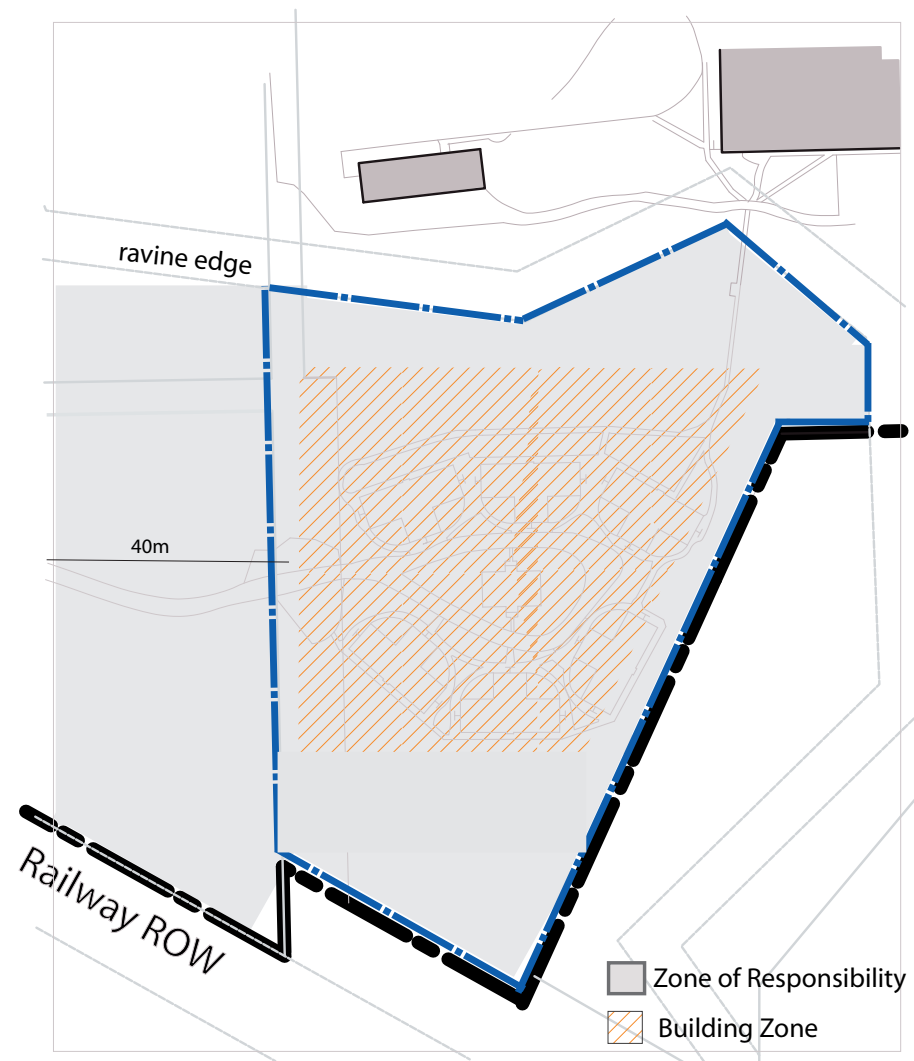 ravine edge
40m
Railway ROW
Zone of Responsibility
Building Zone